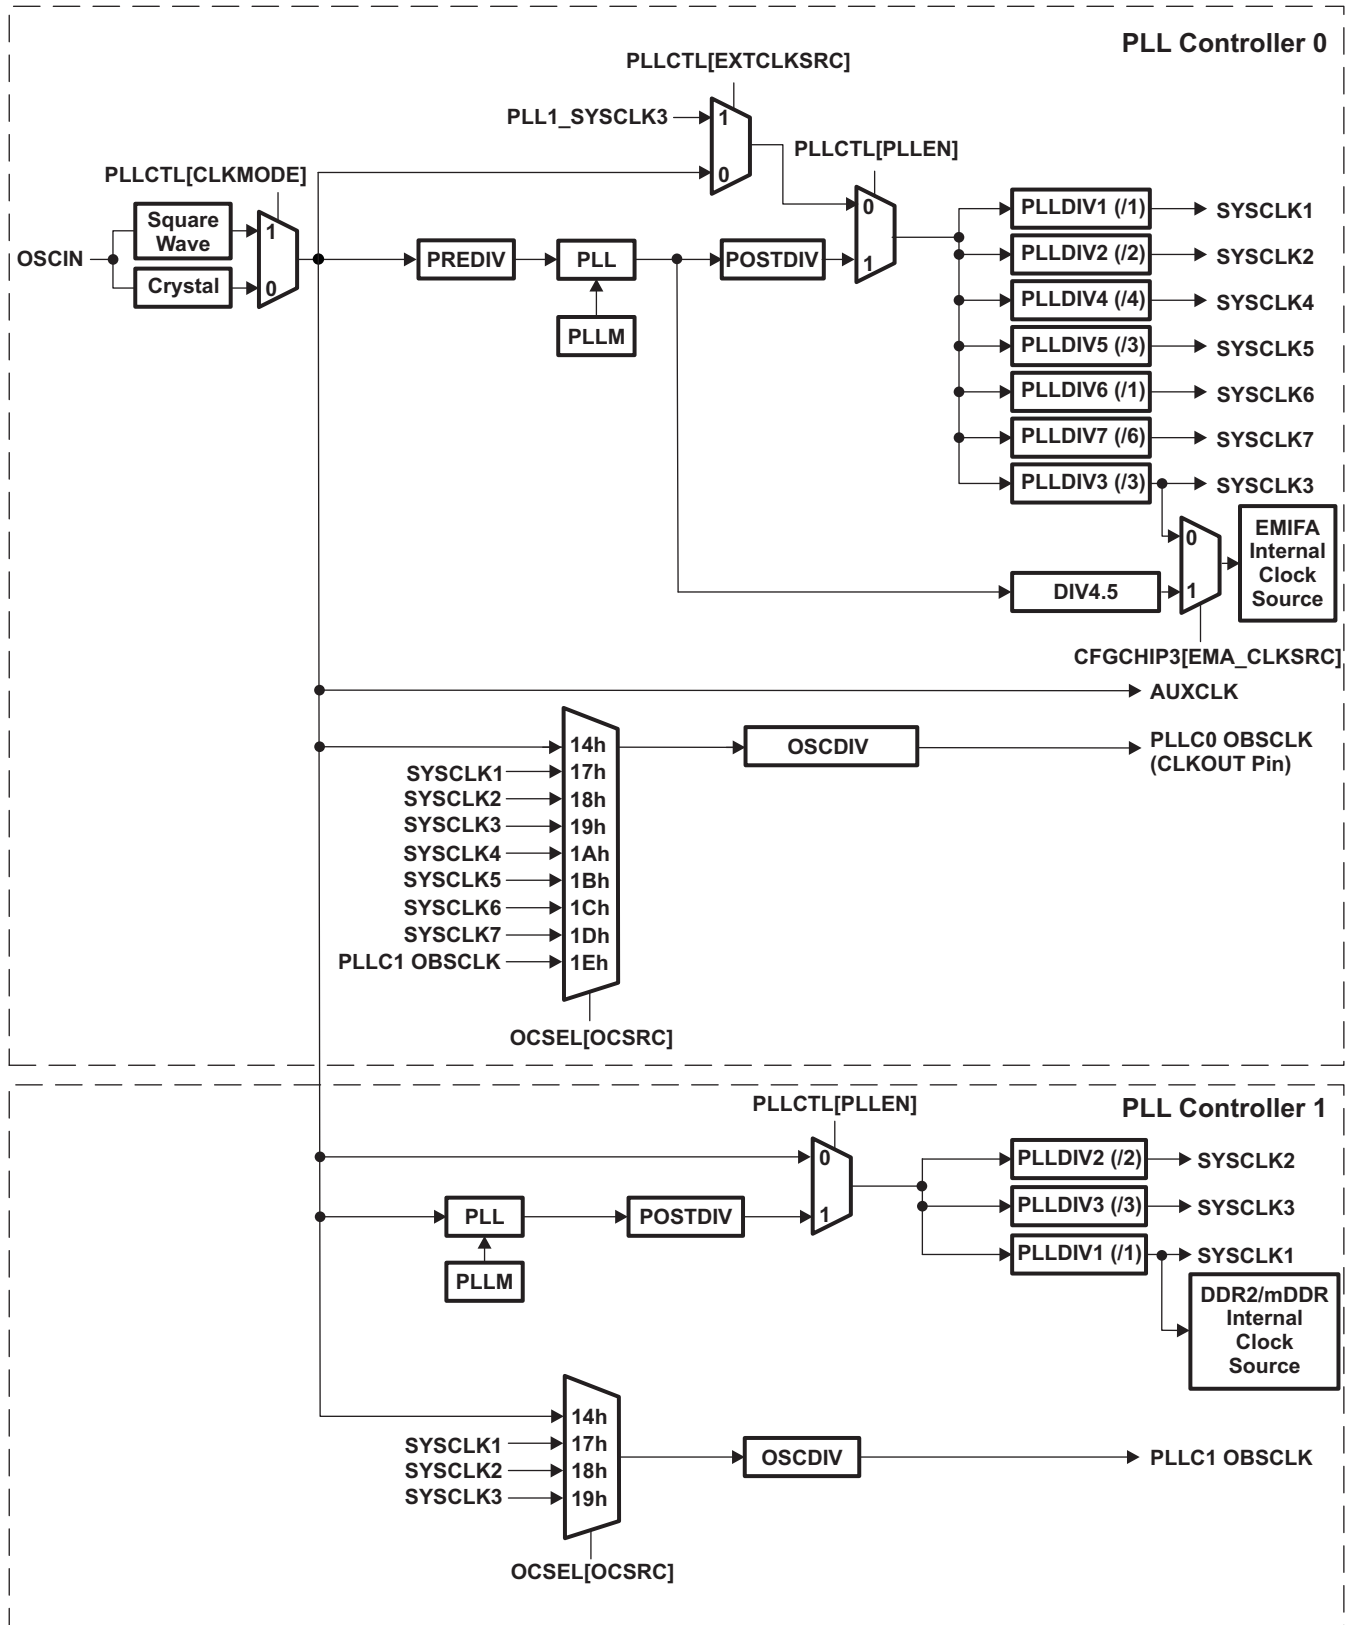 PLL Controller 0
PLLCTL[EXTCLKSRC]
PLL1_SYSCLK3
1
0
PLLCTL[PLLEN]
0
1
PLLCTL[CLKMODE]
OSCIN
Square
Wave
Crystal
1
0
PREDIV
PLL
PLLM
POSTDIV
PLLDIV1 (/1)
SYSCLK1
PLLDIV2 (/2)
SYSCLK2
PLLDIV4 (/4)
SYSCLK4
PLLDIV5 (/3)
SYSCLK5
PLLDIV6 (/1)
SYSCLK6
PLLDIV7 (/6)
SYSCLK7
PLLDIV3 (/3)
SYSCLK3
DIV4.5
0
1
EMIFA
Internal
Clock
Source
CFGCHIP3[EMA_CLKSRC]
AUXCLK
14h
SYSCLK1
17h
SYSCLK2
18h
SYSCLK3
19h
SYSCLK4
1Ah
SYSCLK5
1Bh
SYSCLK6
1Ch
SYSCLK7
1Dh
PLLC1 OBSCLK
1Eh
OCSEL[OCSRC]
OSCDIV
PLLC0 OBSCLK
(CLKOUT Pin)
PLL Controller 1
PLLCTL[PLLEN]
0
1
PLL
PLLM
POSTDIV
PLLDIV2 (/2)
SYSCLK2
PLLDIV3 (/3)
SYSCLK3
PLLDIV1 (/1)
SYSCLK1
DDR2/mDDR
Internal
Clock
Source
14h
SYSCLK1
17h
SYSCLK2
18h
SYSCLK3
19h
OCSEL[OCSRC]
OSCDIV
PLLC1 OBSCLK